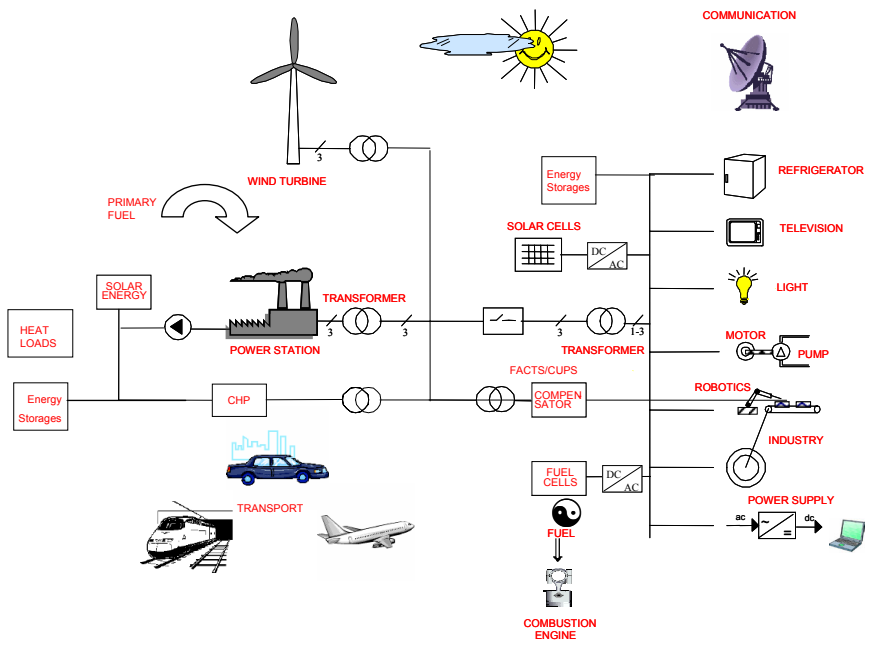 COMMUNICATION
3
WIND TURBINE
Energy
Storages
REFRIGERATOR
PRIMARY
FUEL
SOLAR CELLS
TELEVISION
DC
AC
SOLAR
ENERGY
LIGHT
TRANSFORMER
3
3
3
1-3
HEAT
LOADS
POWER STATION
TRANSFORMER
MOTOR
PUMP
FACTS/CUPS
ROBOTICS
Energy
Storages
CHP
COMPEN
SATOR
INDUSTRY
FUEL
CELLS
DC
AC
TRANSPORT
POWER SUPPLY
ac
~
=
dc
FUEL
COMBUSTION
ENGINE